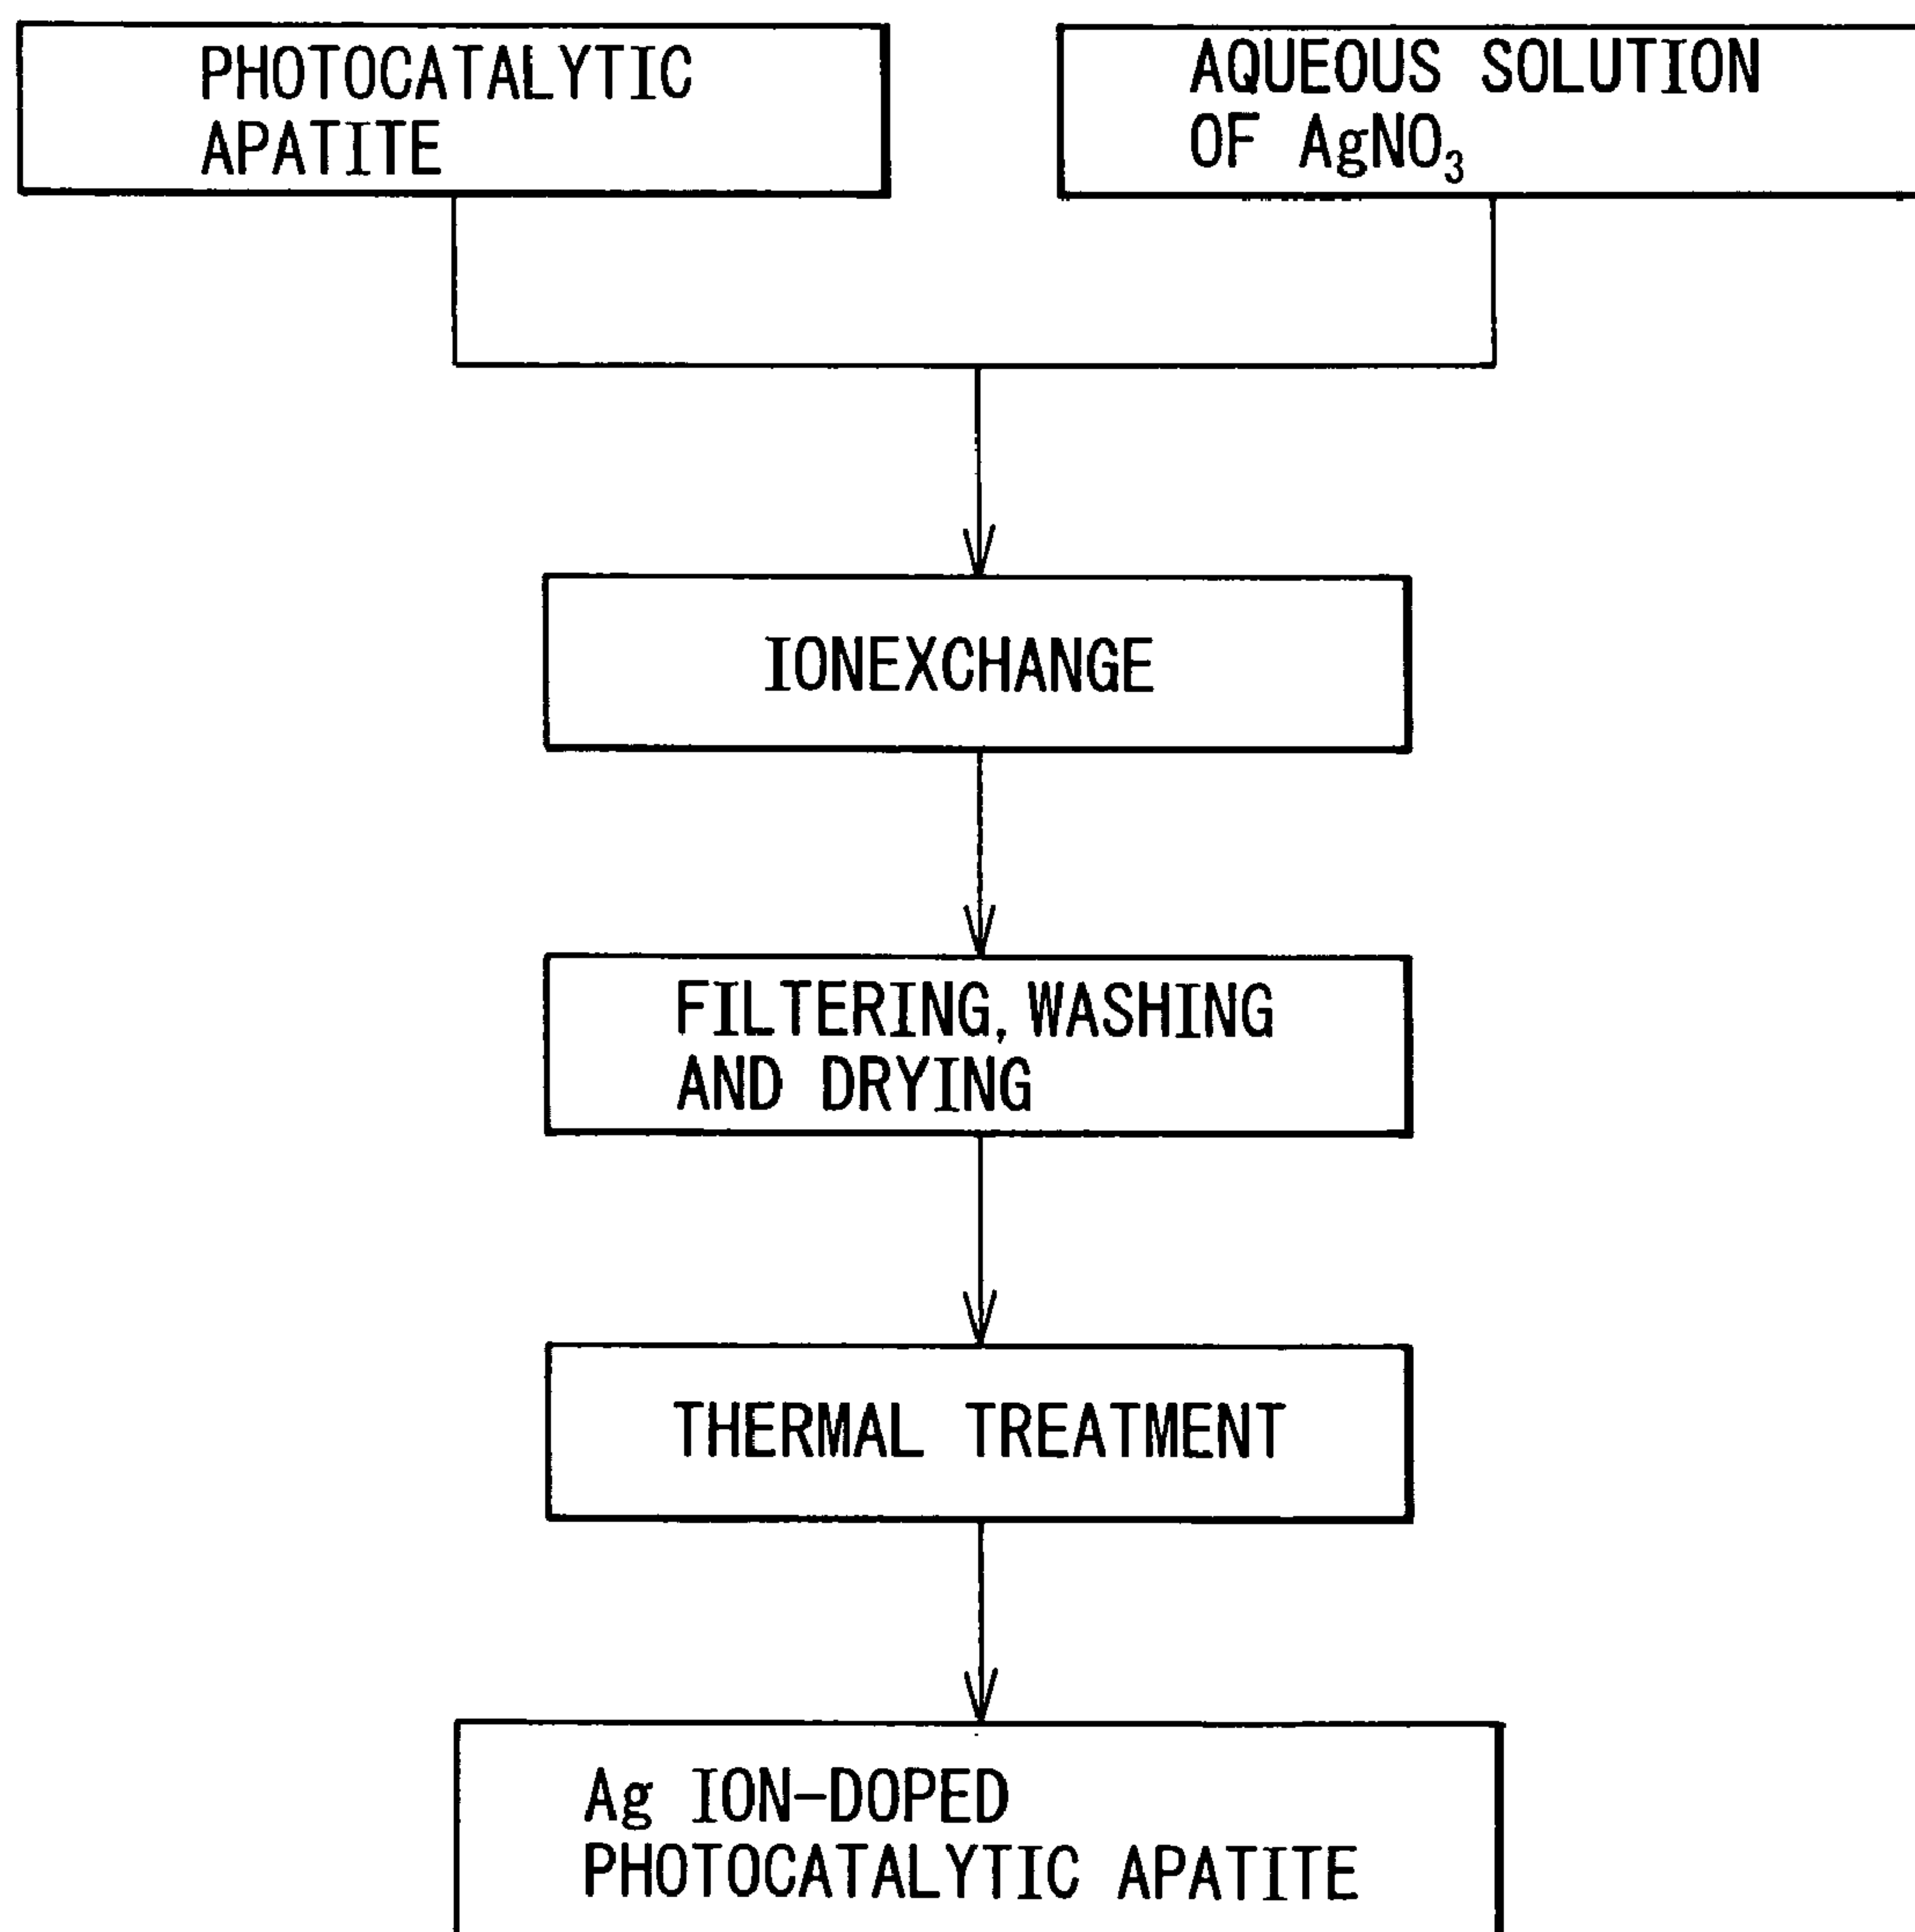 PHOTOCATALYTIC
APATITE
AQUEOUS SOLUTION
OF AgNO₃
IONEXCHANGE
FILTERING, WASHING
AND DRYING
THERMAL TREATMENT
Ag ION-DOPED
PHOTOCATALYTIC APATITE